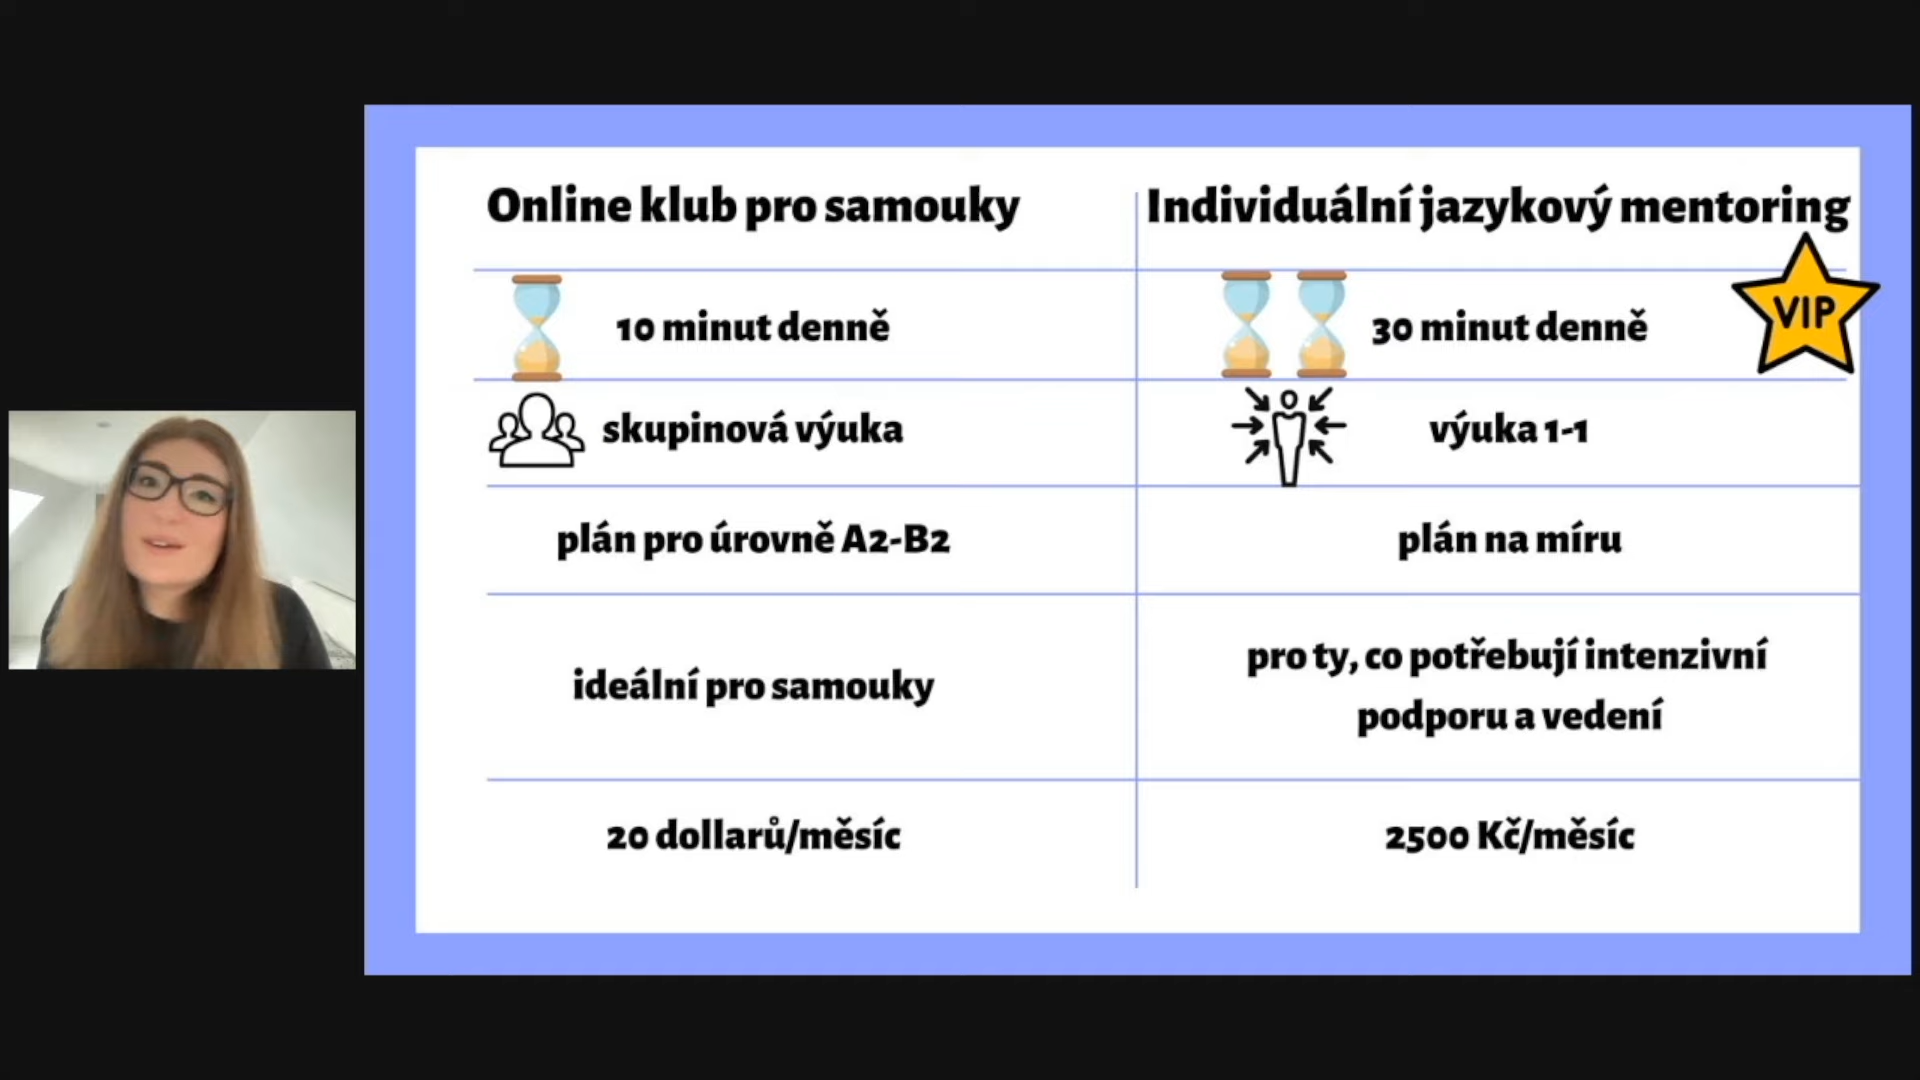 Online klub pro samouky
Individuální jazykový mentoring
10 minut denně
30 minut denně
VIP
skupinová výuka
výuka 1-1
plán pro úrovně A2-B2
plán na míru
ideální pro samouky
pro ty, co potřebují intenzivní
podporu a vedení
20 dollarů/měsíc
2500 Kč/měsíc